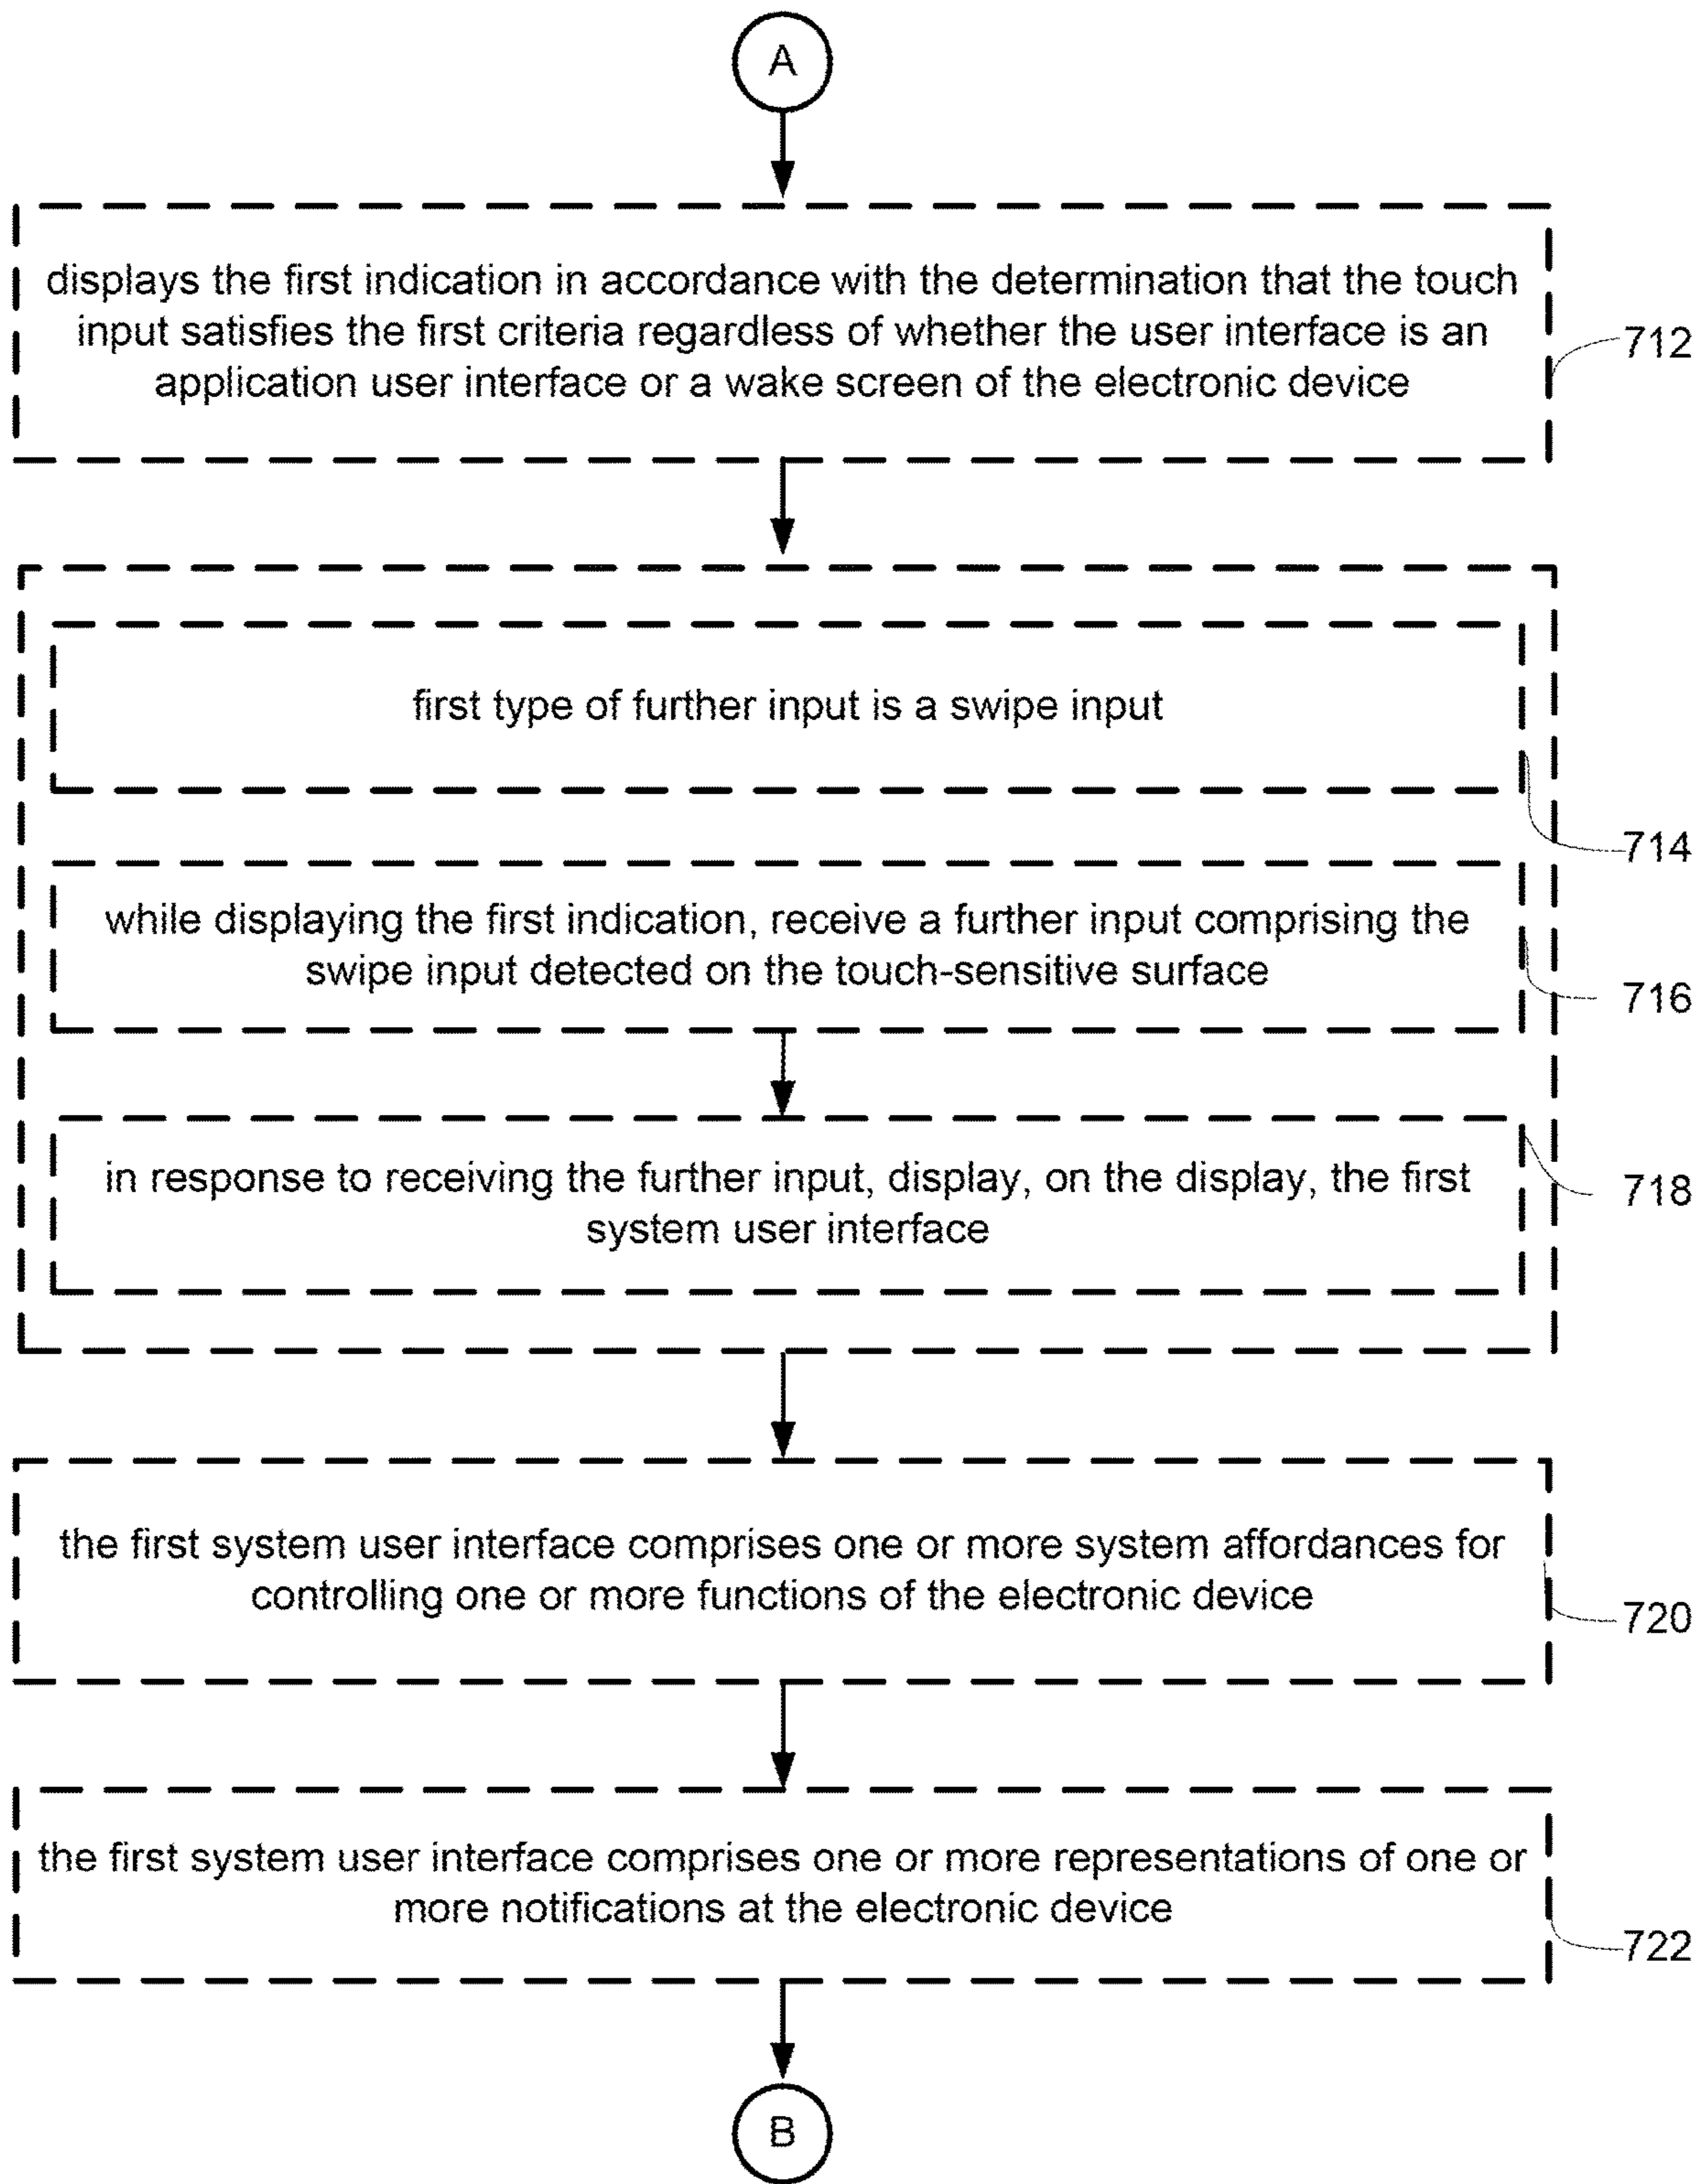 A
displays the first indication in accordance with the determination that the touch
input satisfies the first criteria regardless of whether the user interface is an
application user interface or a wake screen of the electronic device
712
first type of further input is a swipe input
714
while displaying the first indication, receive a further input comprising the
swipe input detected on the touch-sensitive surface
716
in response to receiving the further input, display, on the display, the first
system user interface
718
the first system user interface comprises one or more system affordances for
controlling one or more functions of the electronic device
720
the first system user interface comprises one or more representations of one or
more notifications at the electronic device
722
B